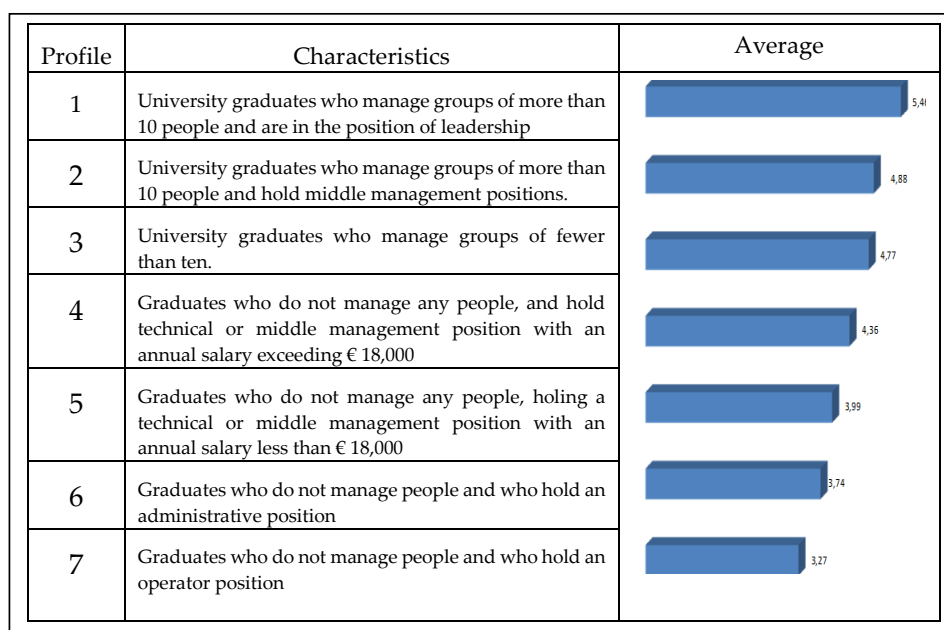 Profile
Characteristics
Average
1
University graduates who manage groups of more than
10 people and are in the position of leadership
2
University graduates who manage groups of more than
10 people and hold middle management positions.
4,88
3
University graduates who manage groups of fewer
than ten.
4,77
4
Graduates who do not manage any people, and hold
technical or middle management position with an
annual salary exceeding € 18,000
4,36
5
Graduates who do not manage any people, holing a
technical or middle management position with an
annual salary less than € 18,000
3,99
6
Graduates who do not manage people and who hold an
administrative position
3,74
7
Graduates who do not manage people and who hold an
operator position
3,27